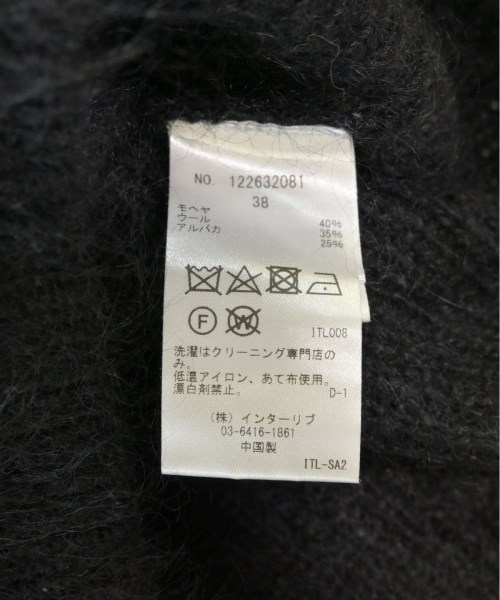 NO. 122632081
38
モヘヤ 40%
ウール 35%
アルパカ 25%
F W
ITL008
洗濯はクリーニング専門店の
み。
低温アイロン、あて布使用。
漂白剤禁止。 D-1
(株) インターリブ
03-6416-1861
中国製
ITL-SA2